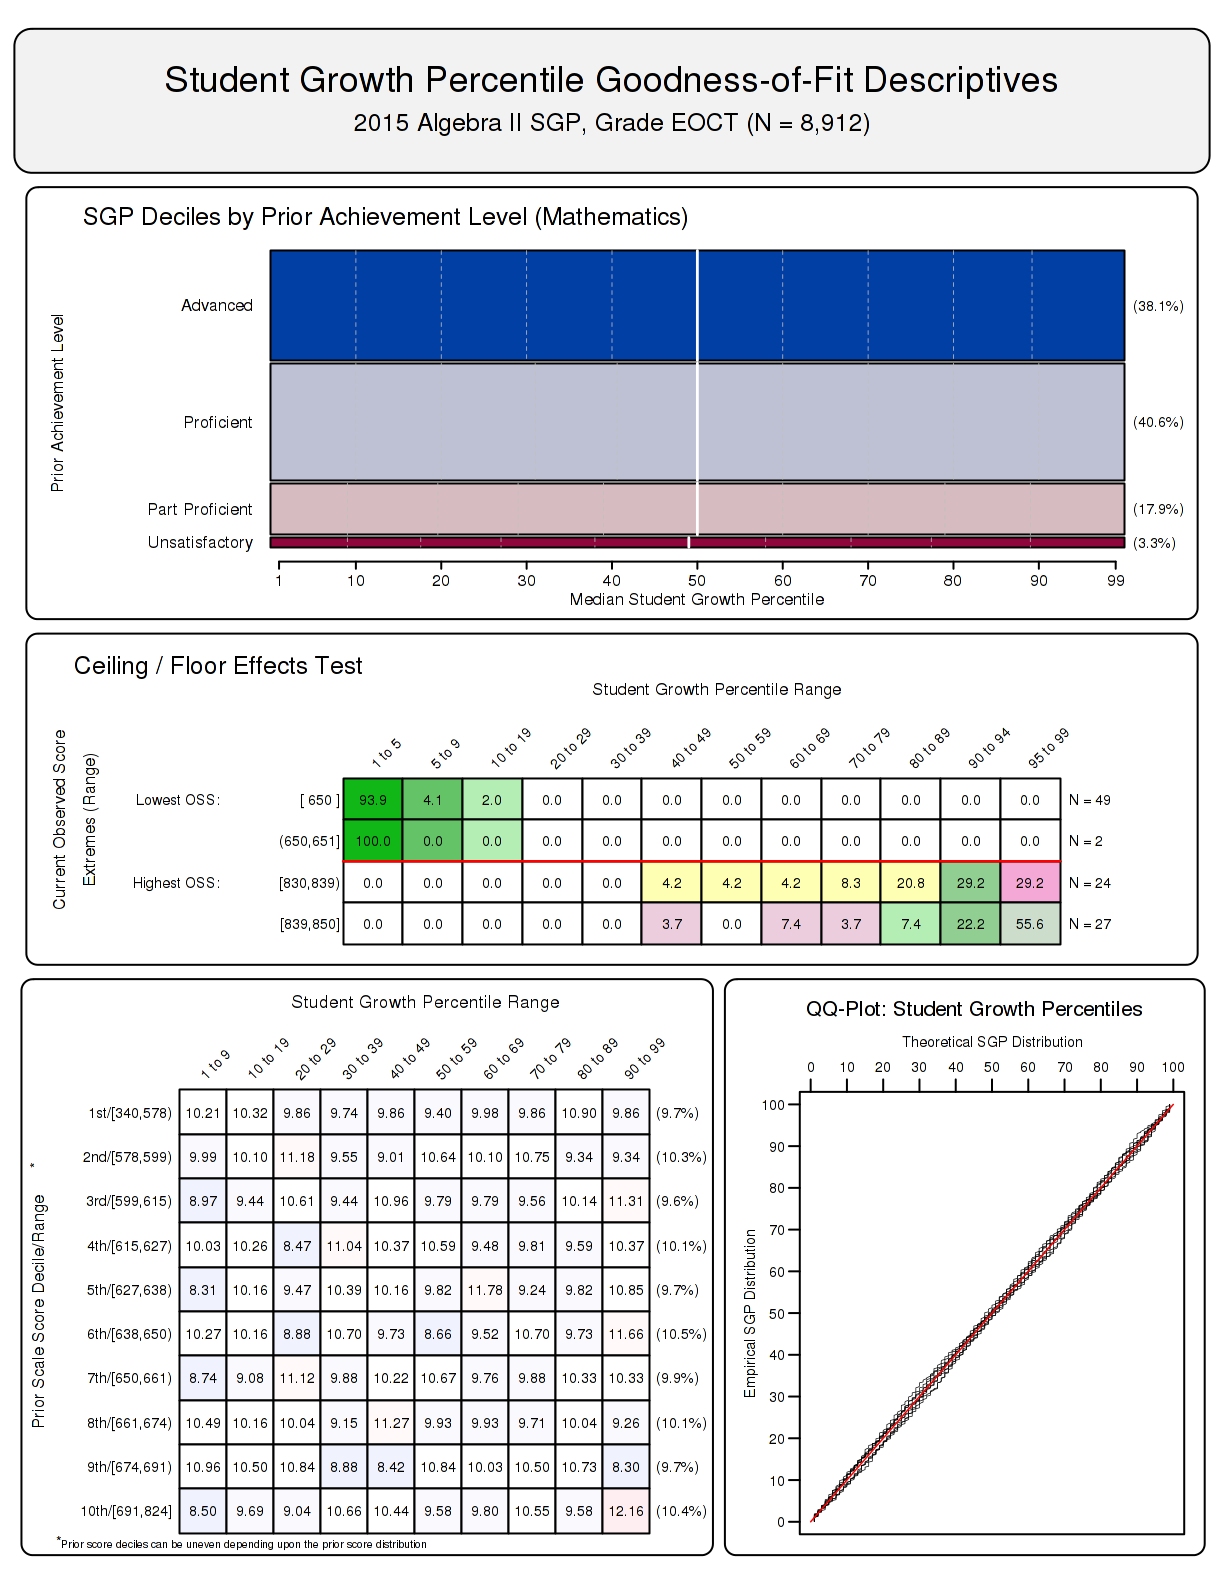 Student Growth Percentile Goodness-of-Fit Descriptives
2015 Algebra II SGP, Grade EOCT (N = 8,912)
SGP Deciles by Prior Achievement Level (Mathematics)
Prior Achievement Level
Advanced (38.1%)
Proficient (40.6%)
Part Proficient (17.9%)
Unsatisfactory (3.3%)
1 10 20 30 40 50 60 70 80 90 99
Median Student Growth Percentile
Ceiling / Floor Effects Test
Student Growth Percentile Range
Current Observed Score
Extremes (Range)
1 to 5 5 to 9 10 to 19 20 to 29 30 to 39 40 to 49 50 to 59 60 to 69 70 to 79 80 to 89 90 to 94 95 to 99
Lowest OSS: [ 650 ] 93.9 4.1 2.0 0.0 0.0 0.0 0.0 0.0 0.0 0.0 0.0 0.0 N = 49
(650,651] 100.0 0.0 0.0 0.0 0.0 0.0 0.0 0.0 0.0 0.0 0.0 0.0 N = 2
Highest OSS: [830,839) 0.0 0.0 0.0 0.0 0.0 4.2 4.2 4.2 8.3 20.8 29.2 29.2 N = 24
[839,850] 0.0 0.0 0.0 0.0 0.0 3.7 0.0 7.4 3.7 7.4 22.2 55.6 N = 27
Student Growth Percentile Range
Prior Scale Score Decile/Range *
1 to 9 10 to 19 20 to 29 30 to 39 40 to 49 50 to 59 60 to 69 70 to 79 80 to 89 90 to 99
1st/[340,578) 10.21 10.32 9.86 9.74 9.86 9.40 9.98 9.86 10.90 9.86 (9.7%)
2nd/[578,599) 9.99 10.10 11.18 9.55 9.01 10.64 10.10 10.75 9.34 9.34 (10.3%)
3rd/[599,615) 8.97 9.44 10.61 9.44 10.96 9.79 9.79 9.56 10.14 11.31 (9.6%)
4th/[615,627) 10.03 10.26 8.47 11.04 10.37 10.59 9.48 9.81 9.59 10.37 (10.1%)
5th/[627,638) 8.31 10.16 9.47 10.39 10.16 9.82 11.78 9.24 9.82 10.85 (9.7%)
6th/[638,650) 10.27 10.16 8.88 10.70 9.73 8.66 9.52 10.70 9.73 11.66 (10.5%)
7th/[650,661) 8.74 9.08 11.12 9.88 10.22 10.67 9.76 9.88 10.33 10.33 (9.9%)
8th/[661,674) 10.49 10.16 10.04 9.15 11.27 9.93 9.93 9.71 10.04 9.26 (10.1%)
9th/[674,691) 10.96 10.50 10.84 8.88 8.42 10.84 10.03 10.50 10.73 8.30 (9.7%)
10th/[691,824] 8.50 9.69 9.04 10.66 10.44 9.58 9.80 10.55 9.58 12.16 (10.4%)
*Prior score deciles can be uneven depending upon the prior score distribution
QQ-Plot: Student Growth Percentiles
Theoretical SGP Distribution
0 10 20 30 40 50 60 70 80 90 100
Empirical SGP Distribution
100
90
80
70
60
50
40
30
20
10
0